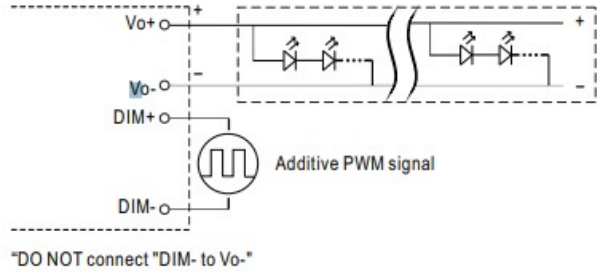 Vo+ +
+
Vo- −
−
DIM+
Additive PWM signal
DIM-
"DO NOT connect "DIM- to Vo-"